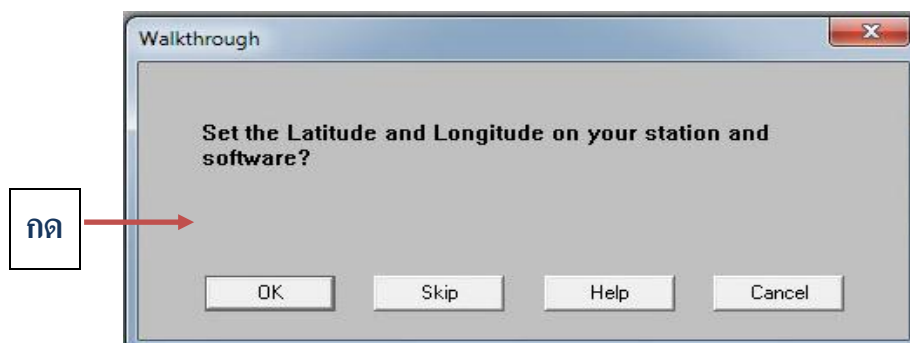 Walkthrough
Set the Latitude and Longitude on your station and
software?
กด
OK Skip Help Cancel